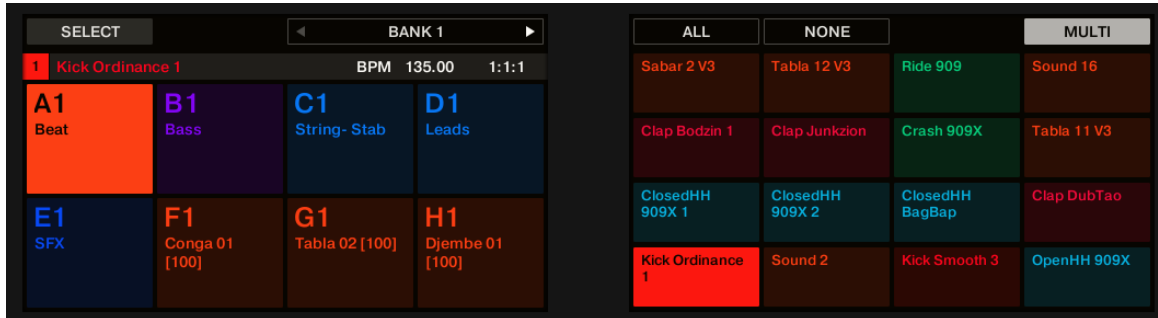 SELECT
BANK 1
1 Kick Ordinance 1 BPM 135.00 1:1:1
A1
Beat
B1
Bass
C1
String- Stab
D1
Leads
E1
SFX
F1
Conga 01
[100]
G1
Tabla 02 [100]
H1
Djembe 01
[100]
ALL
NONE
MULTI
Sabar 2 V3
Tabla 12 V3
Ride 909
Sound 16
Clap Bodzin 1
Clap Junkzion
Crash 909X
Tabla 11 V3
ClosedHH
909X 1
ClosedHH
909X 2
ClosedHH
BagBap
Clap DubTao
Kick Ordinance
1
Sound 2
Kick Smooth 3
OpenHH 909X